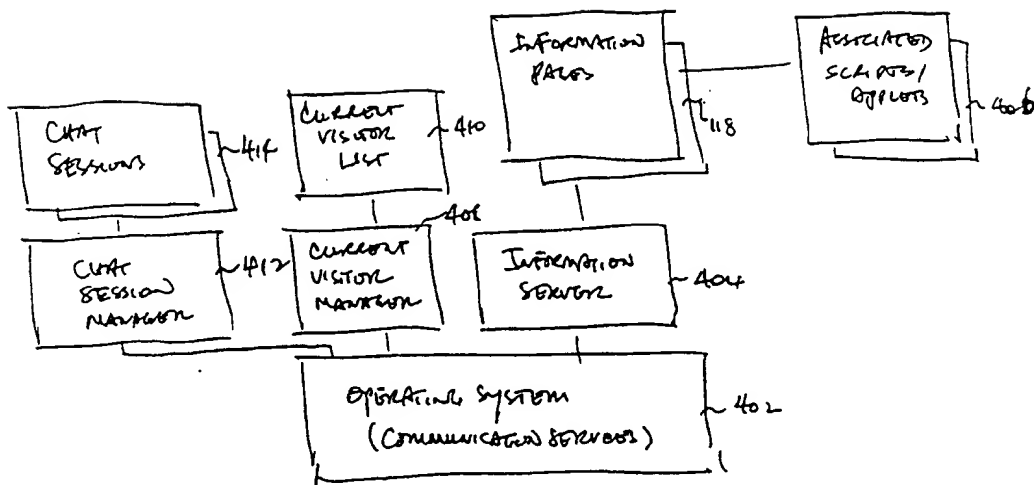 INFORMATION
PAGES
118
ASSOCIATED
SCRIPTS/
APPLETS
406
CHAT
SESSIONS
414
CURRENT
VISITOR
LIST
410
CHAT
SESSION
MANAGER
412
CURRENT
VISITOR
MANAGER
408
INFORMATION
SERVER
404
OPERATING SYSTEM
(COMMUNICATION SERVICES)
402